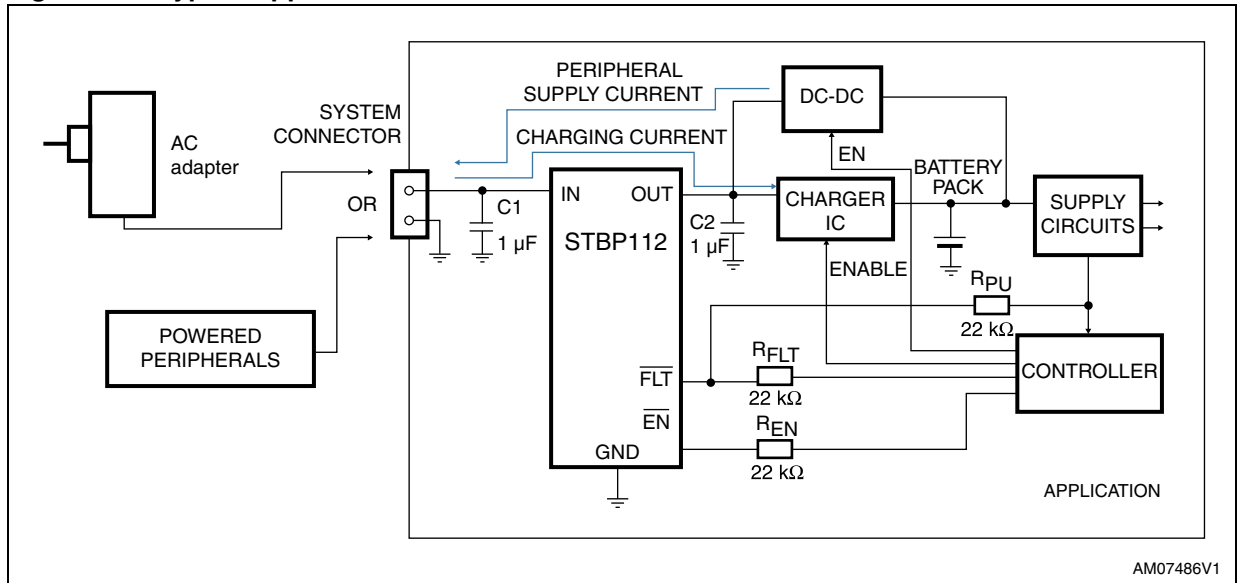 PERIPHERAL
SUPPLY CURRENT
DC-DC
SYSTEM
CONNECTOR
AC
adapter
CHARGING CURRENT
EN
BATTERY
PACK
OR
C1
1 µF
IN
OUT
STBP112
C2
1 µF
CHARGER
IC
SUPPLY
CIRCUITS
ENABLE
RPU
22 kΩ
POWERED
PERIPHERALS
FLT
RFLT
22 kΩ
CONTROLLER
EN
REN
22 kΩ
GND
APPLICATION
AM07486V1